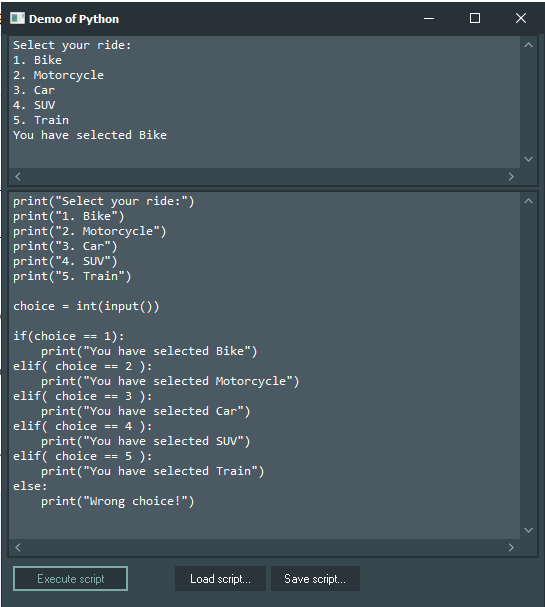 Demo of Python
Select your ride:
1. Bike
2. Motorcycle
3. Car
4. SUV
5. Train
You have selected Bike
print("Select your ride:")
print("1. Bike")
print("2. Motorcycle")
print("3. Car")
print("4. SUV")
print("5. Train")
choice = int(input())
if(choice == 1):
    print("You have selected Bike")
elif( choice == 2 ):
    print("You have selected Motorcycle")
elif( choice == 3 ):
    print("You have selected Car")
elif( choice == 4 ):
    print("You have selected SUV")
elif( choice == 5 ):
    print("You have selected Train")
else:
    print("Wrong choice!")
Execute script
Load script...
Save script...